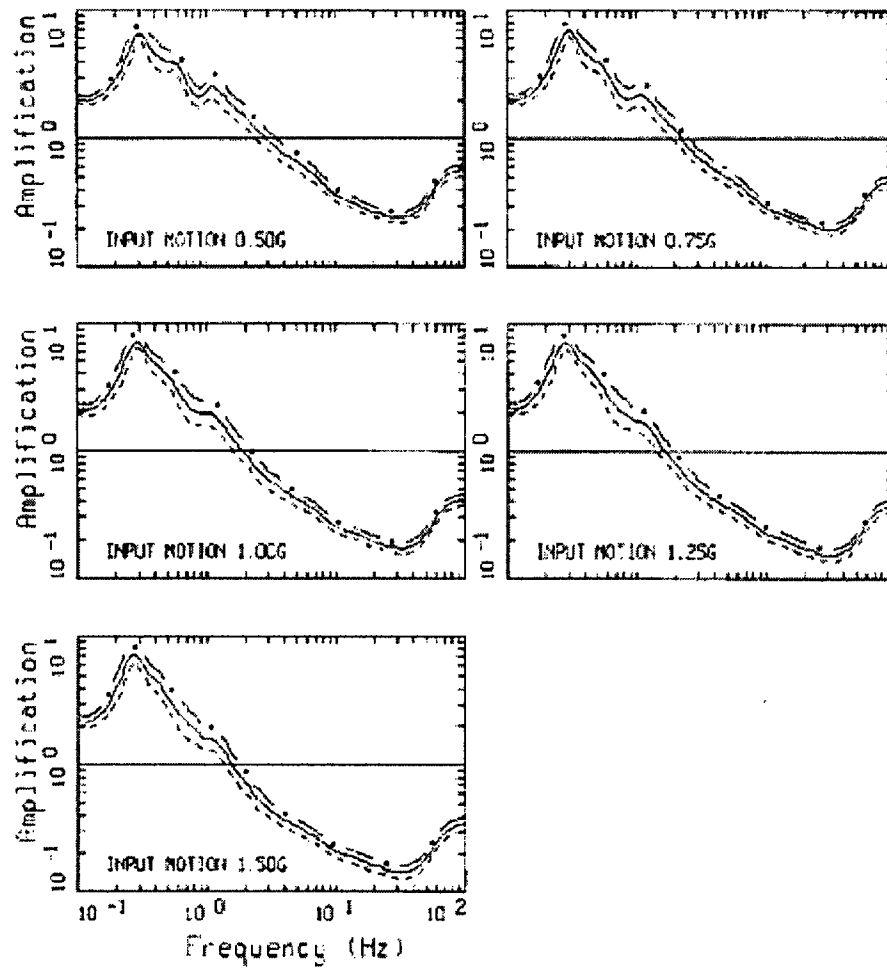 Amplification
10^1
10^0
10^-1
INPUT MOTION 0.50G
10^1
10^0
10^-1
INPUT MOTION 0.75G
Amplification
10^1
10^0
10^-1
INPUT MOTION 1.00G
10^1
10^0
10^-1
INPUT MOTION 1.25G
Amplification
10^1
10^0
10^-1
INPUT MOTION 1.50G
10^-1 10^0 10^1 10^2
Frequency (Hz)